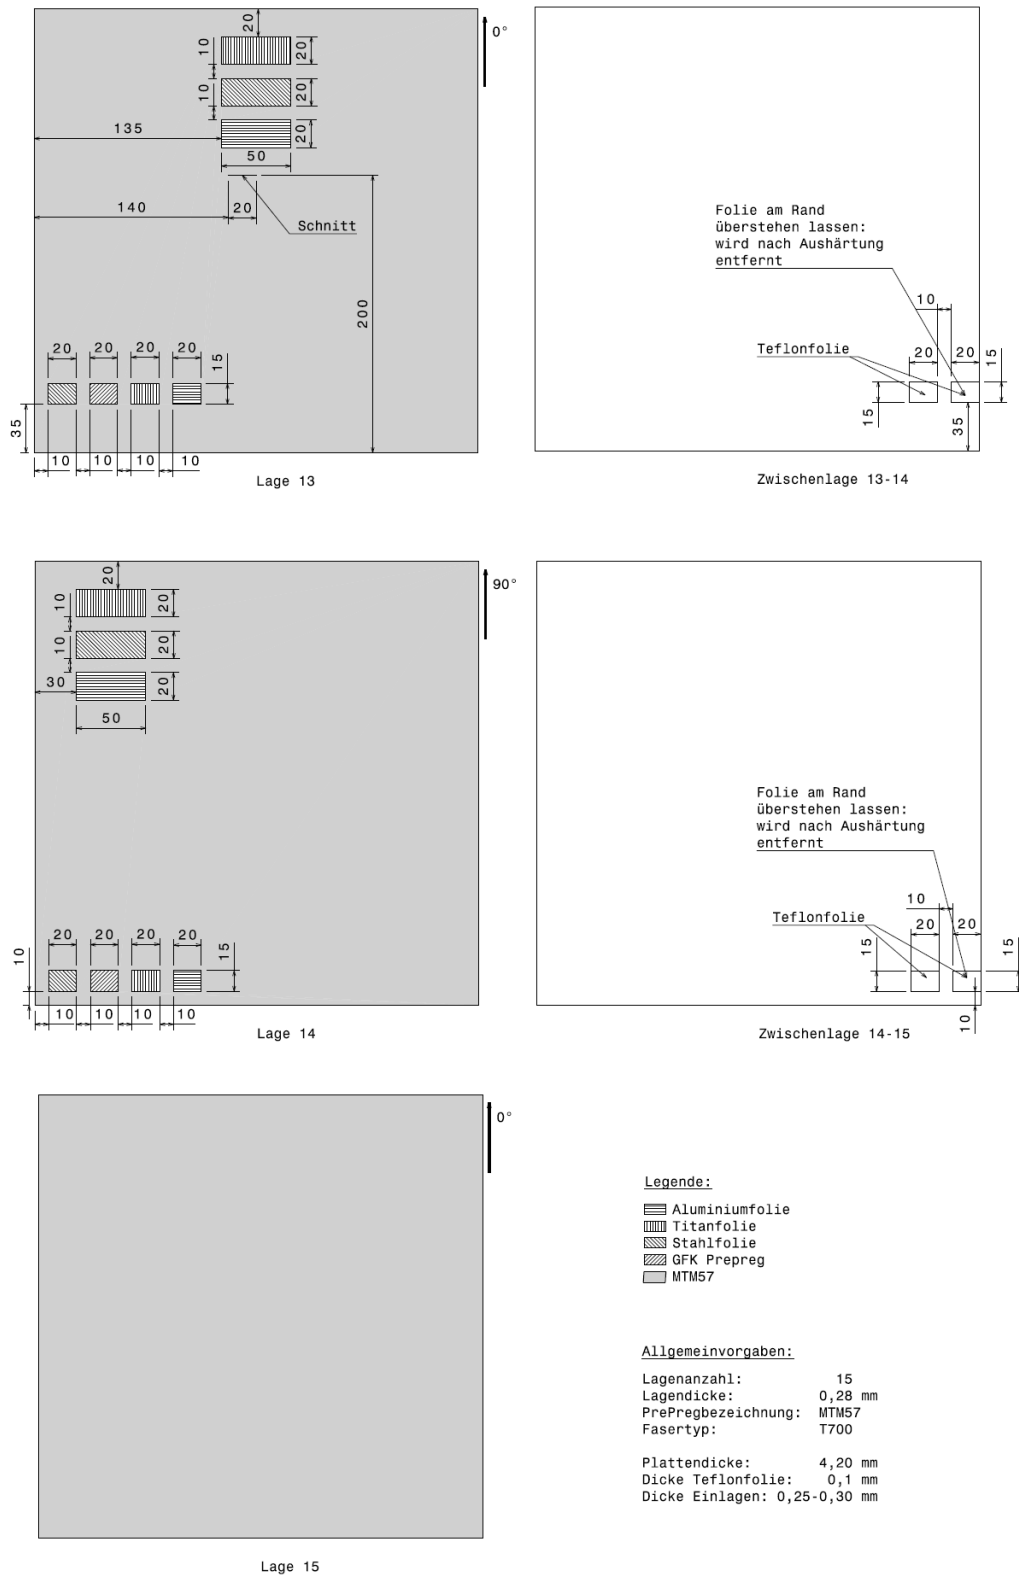 20
0°
10
20
10
20
135
20
50
140
20
Schnitt
200
20
20
20
20
15
35
10
10
10
10
Lage 13
Folie am Rand
überstehen lassen:
wird nach Aushärtung
entfernt
10
Teflonfolie
20
20
15
15
35
Zwischenlage 13-14
20
90°
10
20
10
20
30
20
50
20
20
20
20
15
10
10
10
10
10
Lage 14
Folie am Rand
überstehen lassen:
wird nach Aushärtung
entfernt
10
Teflonfolie
20
20
15
15
10
Zwischenlage 14-15
0°
Lage 15
Legende:
Aluminiumfolie
Titanfolie
Stahlfolie
GFK Prepreg
MTM57
Allgemeinvorgaben:
Lagenanzahl: 15
Lagendicke: 0,28 mm
PrePregbezeichnung: MTM57
Fasertyp: T700
Plattendicke: 4,20 mm
Dicke Teflonfolie: 0,1 mm
Dicke Einlagen: 0,25-0,30 mm